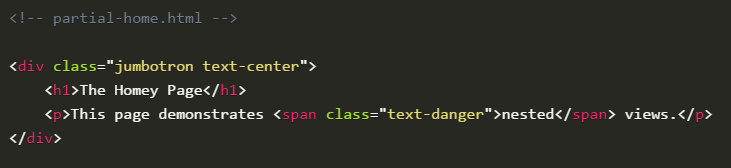 <!-- partial-home.html -->
<div class="jumbotron text-center">
    <h1>The Homey Page</h1>
    <p>This page demonstrates <span class="text-danger">nested</span> views.</p>
</div>